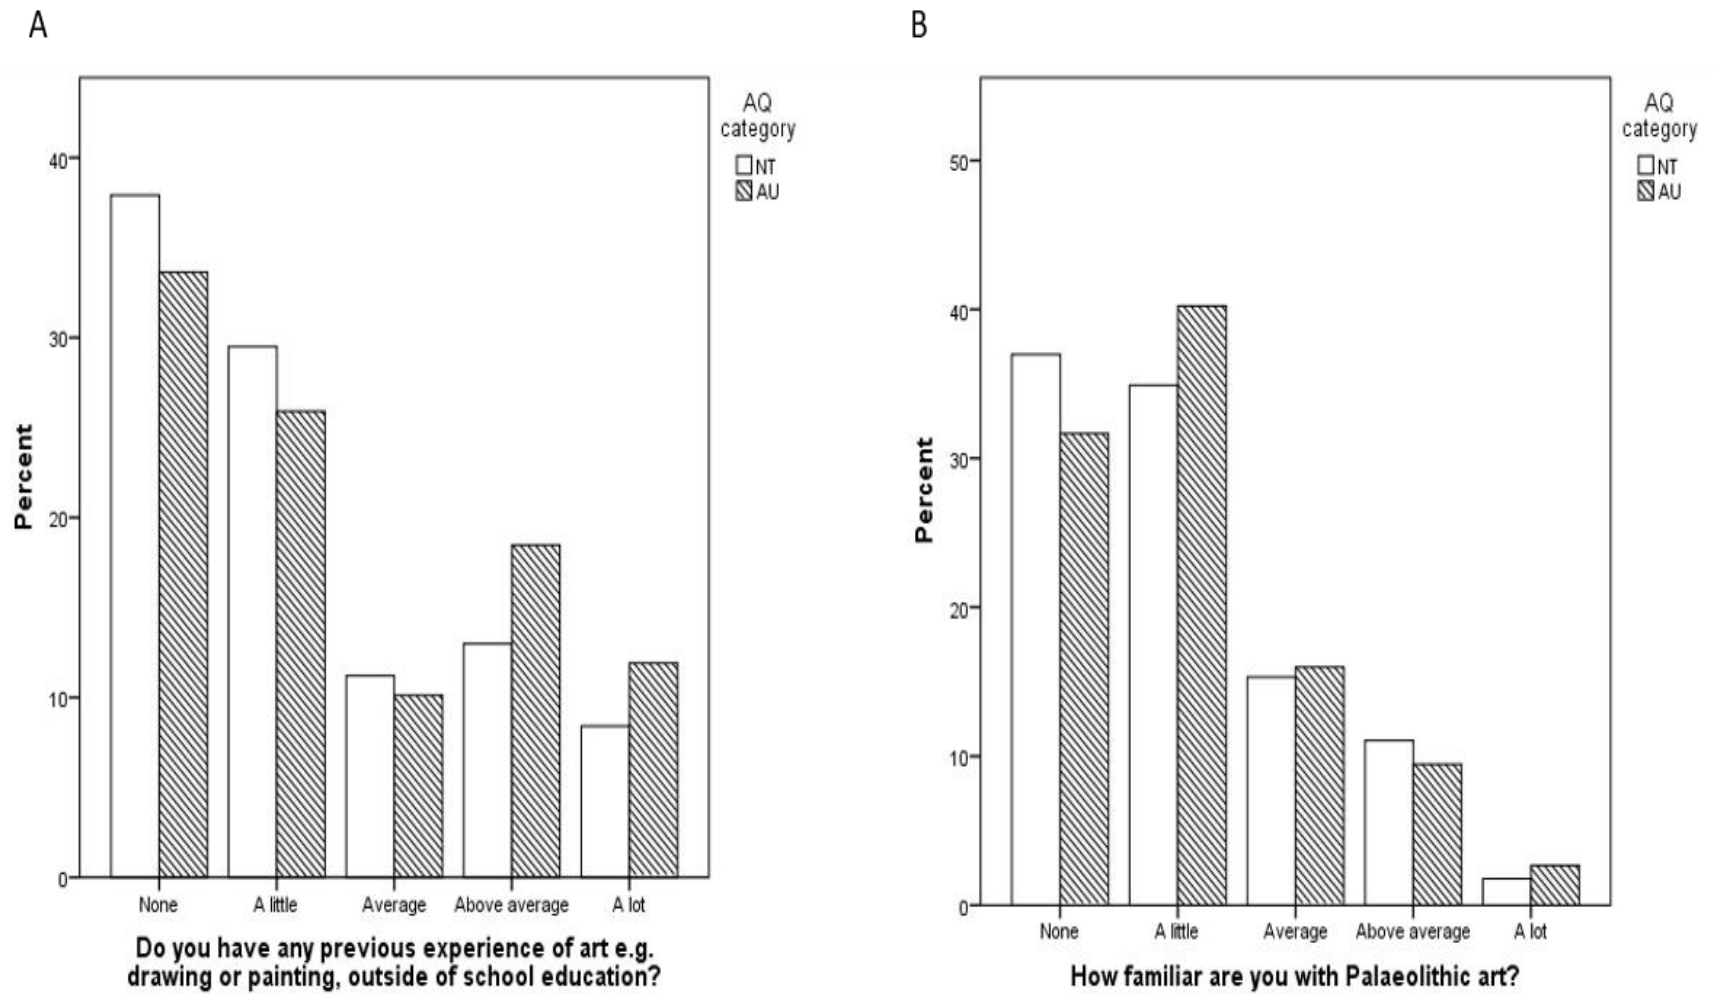 A
AQ
category
NT
AU
40
30
20
10
0
Percent
None A little Average Above average A lot
Do you have any previous experience of art e.g.
drawing or painting, outside of school education?
B
AQ
category
NT
AU
50
40
30
20
10
0
Percent
None A little Average Above average A lot
How familiar are you with Palaeolithic art?